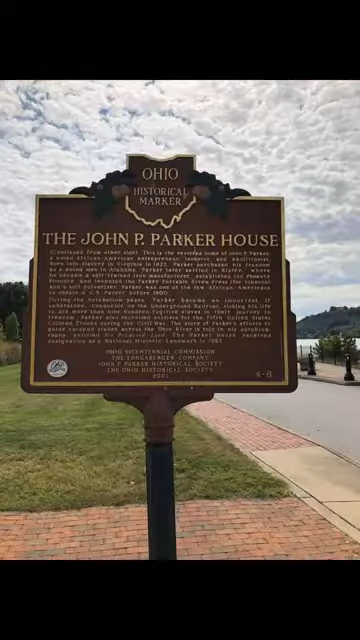 OHIO
HISTORICAL
MARKER
THE JOHN P. PARKER HOUSE
(Continued from other side) This is the restored home of John P. Parker,
a noted African American entrepreneur, inventor, and abolitionist.
Born into slavery in Virginia in 1827, Parker purchased his freedom
as a young man in Alabama. Parker later settled in Ripley, where
he became a self-trained iron manufacturer, established the Phoenix
Foundry, and invented the Parker Portable Screw Press (for tobacco)
and a soil pulverizer. Parker was one of the few African Americans
to obtain a U.S. Patent before 1900.
During the Antebellum years, Parker became an important, if
unheralded, conductor on the Underground Railroad, risking his life
to aid more than nine hundred fugitive slaves in their journey to
freedom. Parker also recruited soldiers for the Fifth United States
Colored Troops during the Civil War. The story of Parker's efforts to
guide escaped slaves across the Ohio River is told in his autobiog-
raphy, entitled His Promised Land. The Parker House received
designation as a National Historic Landmark in 1997.
OHIO BICENTENNIAL COMMISSION
THE LONGABERGER COMPANY
JOHN P. PARKER HISTORICAL SOCIETY
THE OHIO HISTORICAL SOCIETY
2001
4-8